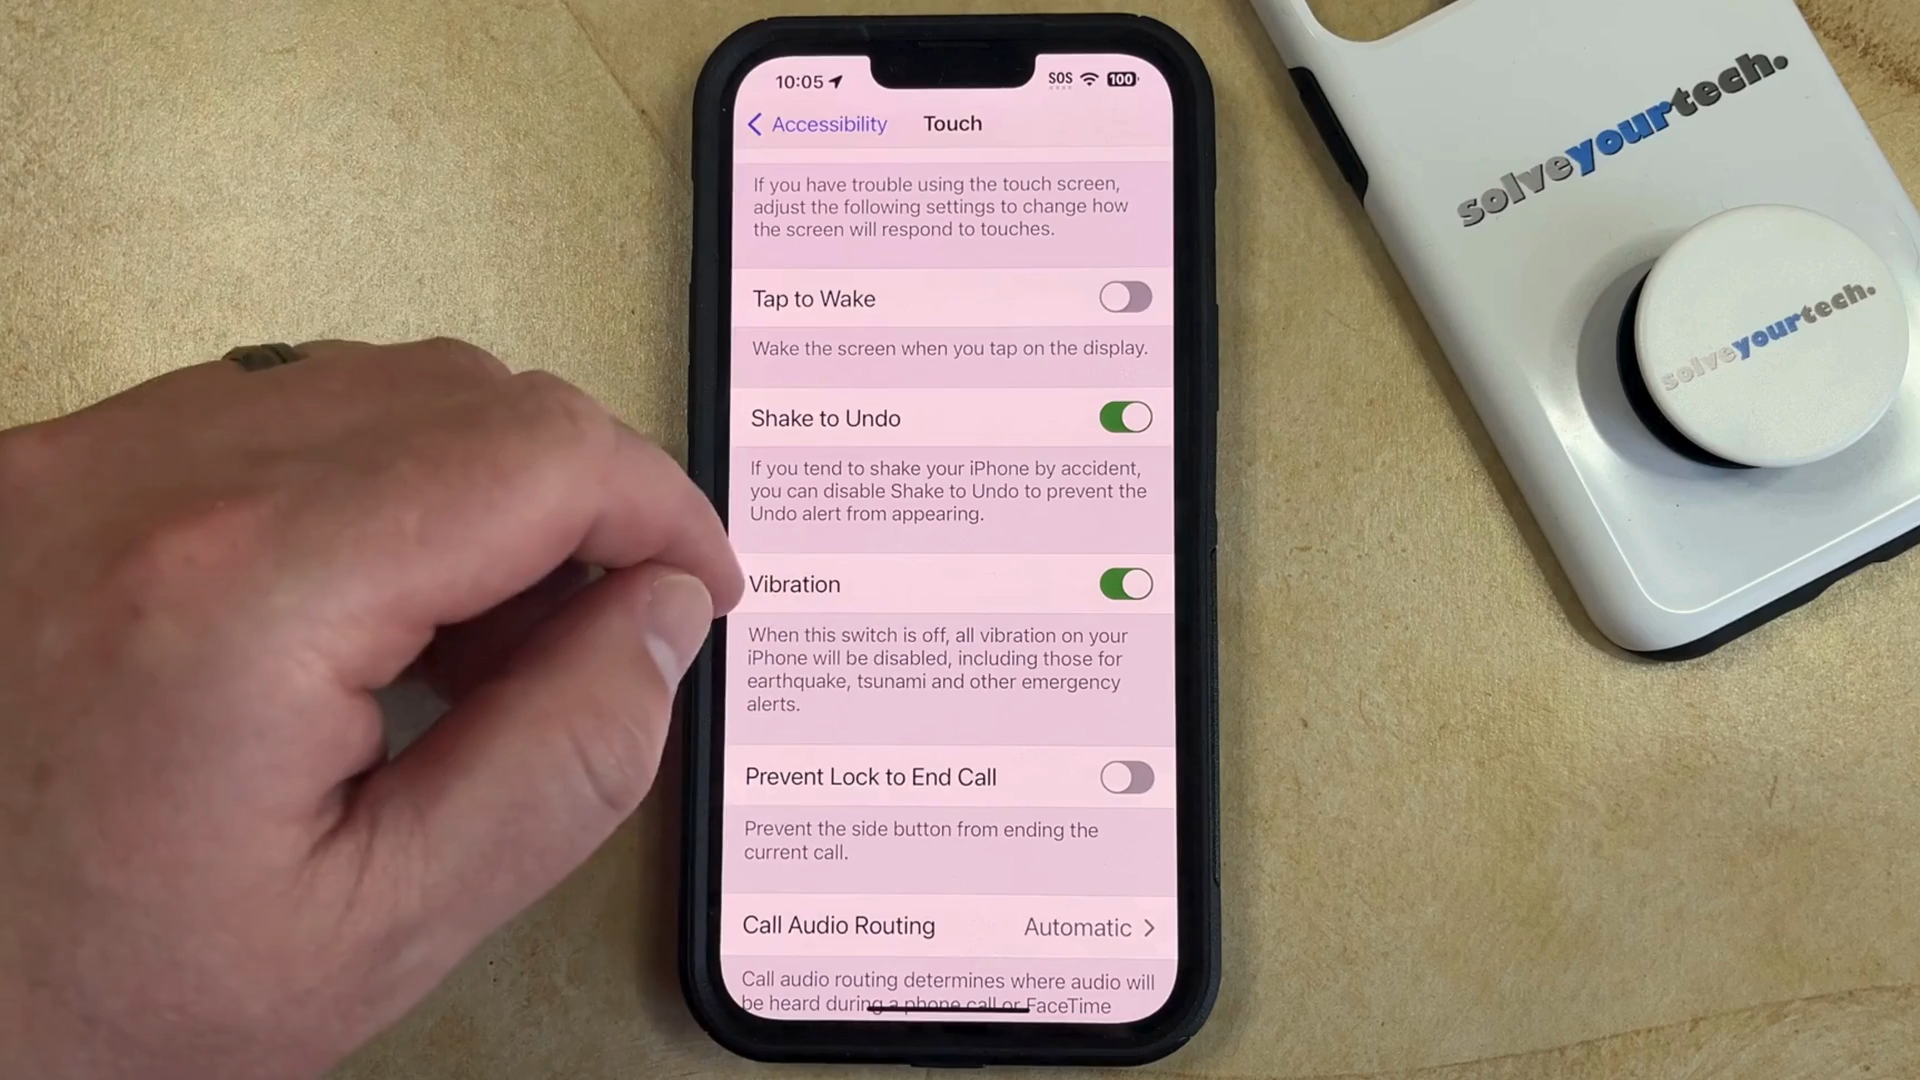 10:05
SOS
100
Accessibility
Touch
If you have trouble using the touch screen,
adjust the following settings to change how
the screen will respond to touches.
Tap to Wake
Wake the screen when you tap on the display.
Shake to Undo
If you tend to shake your iPhone by accident,
you can disable Shake to Undo to prevent the
Undo alert from appearing.
Vibration
When this switch is off, all vibration on your
iPhone will be disabled, including those for
earthquake, tsunami and other emergency
alerts.
Prevent Lock to End Call
Prevent the side button from ending the
current call.
Call Audio Routing
Automatic
Call audio routing determines where audio will
be heard during a phone call or FaceTime
solveyourtech.
solveyourtech.